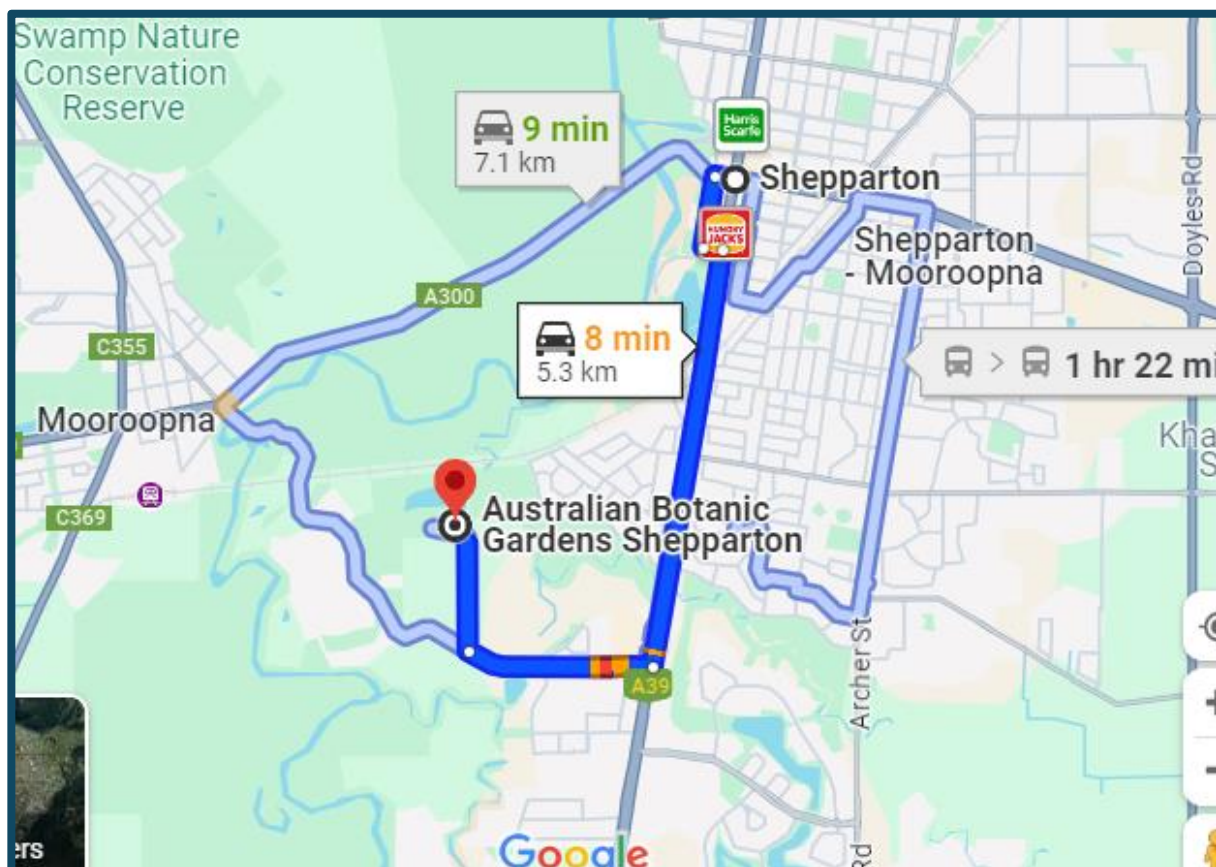 Swamp Nature
Conservation
Reserve
9 min
7.1 km
Harris
Scarfe
Shepparton
HUNGRY
JACK'S
Shepparton
- Mooroopna
Doyles Rd
A300
8 min
5.3 km
C355
> 1 hr 22 mi
Mooroopna
Kha
S
C369
Australian Botanic
Gardens Shepparton
A39
Archer St
Rd
ers
Google